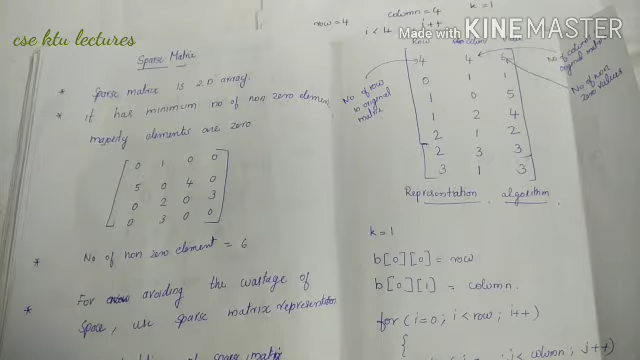 cse ktu lectures
Sparse Matrix
* Sparse matrix is 2.D array.
* It has minimum no of non zero element
majority elements are zero
0 1 0 0
5 0 4 0
0 2 0 3
0 3 0 0
* No of non zero element = 6
* For avoiding the wastage of
space, use sparse matrix representation
row = 4 column = 4 k = 1
i < 4 j++
Made with KINEMASTER
Row
4 4 6
0 1 1
1 0 5
1 2 4
2 1 2
2 3 3
3 1 3
No of row in original matrix
No of column in original matrix
No of non zero values
Representation algorithm
k = 1
b[0][0] = row
b[0][1] = column.
for (i=0; i<row; i++)
{
column; j++)